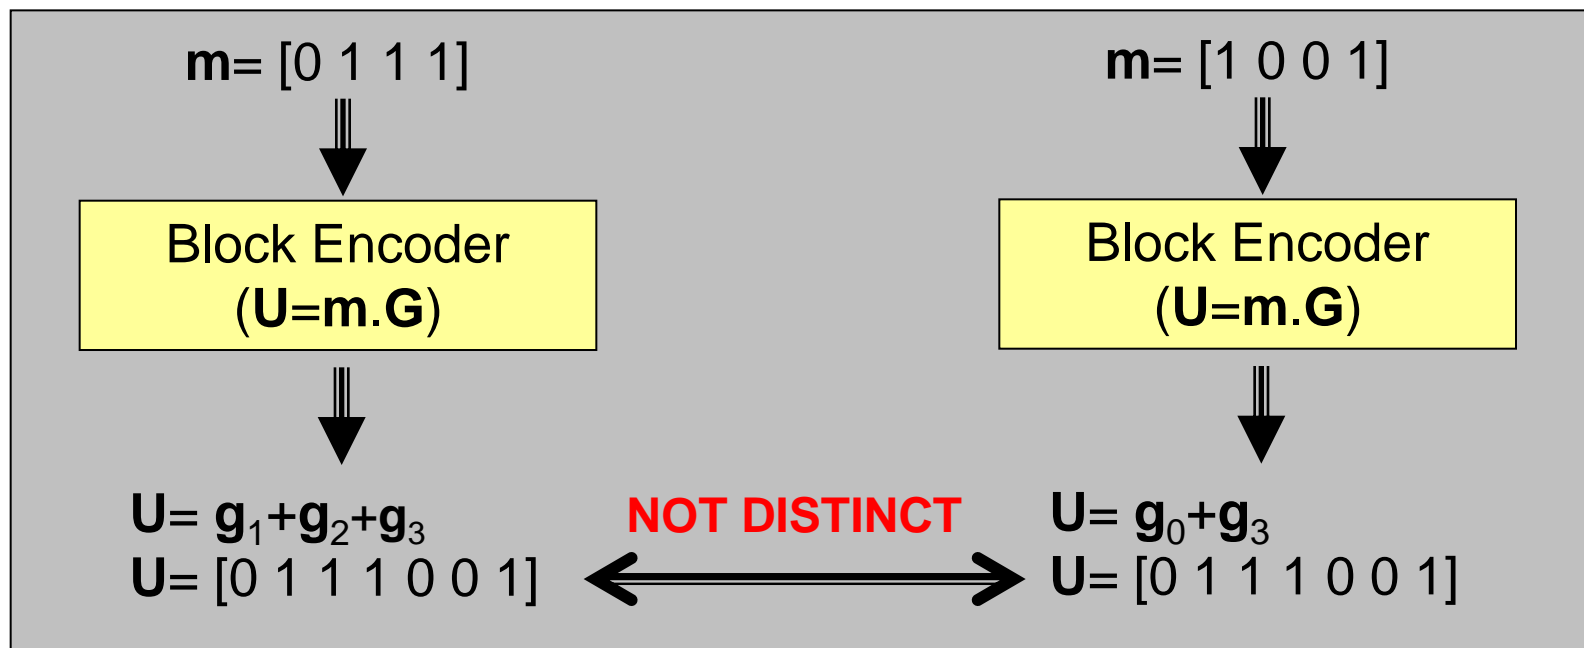 m= [0 1 1 1]
m= [1 0 0 1]
Block Encoder
(U=m.G)
Block Encoder
(U=m.G)
U= g₁+g₂+g₃
U= [0 1 1 1 0 0 1]
NOT DISTINCT
U= g₀+g₃
U= [0 1 1 1 0 0 1]